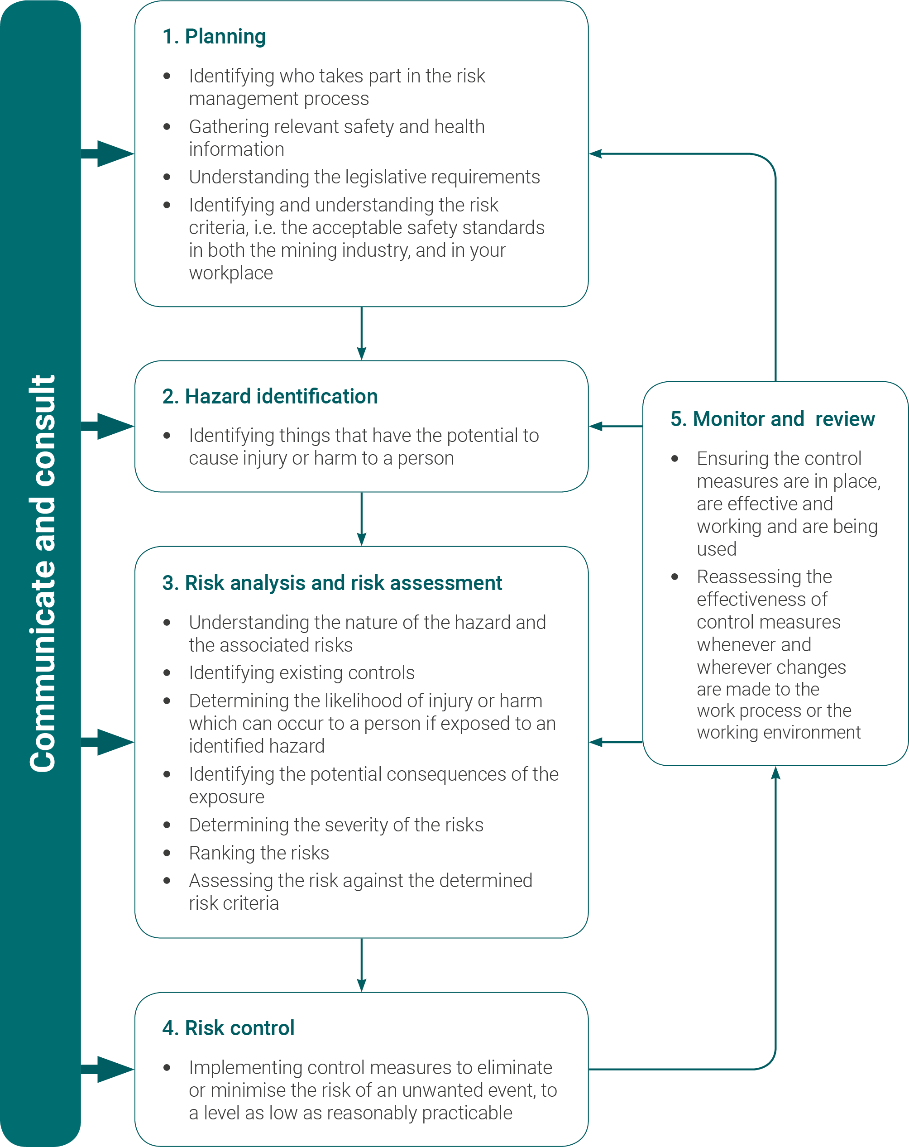 Communicate and consult
1. Planning
• Identifying who takes part in the risk
management process
• Gathering relevant safety and health
information
• Understanding the legislative requirements
• Identifying and understanding the risk
criteria, i.e. the acceptable safety standards
in both the mining industry, and in your
workplace
2. Hazard identification
• Identifying things that have the potential to
cause injury or harm to a person
3. Risk analysis and risk assessment
• Understanding the nature of the hazard and
the associated risks
• Identifying existing controls
• Determining the likelihood of injury or harm
which can occur to a person if exposed to an
identified hazard
• Identifying the potential consequences of the
exposure
• Determining the severity of the risks
• Ranking the risks
• Assessing the risk against the determined
risk criteria
4. Risk control
• Implementing control measures to eliminate
or minimise the risk of an unwanted event, to
a level as low as reasonably practicable
5. Monitor and  review
• Ensuring the control
measures are in place,
are effective and
working and are being
used
• Reassessing the
effectiveness of
control measures
whenever and
wherever changes
are made to the
work process or the
working environment